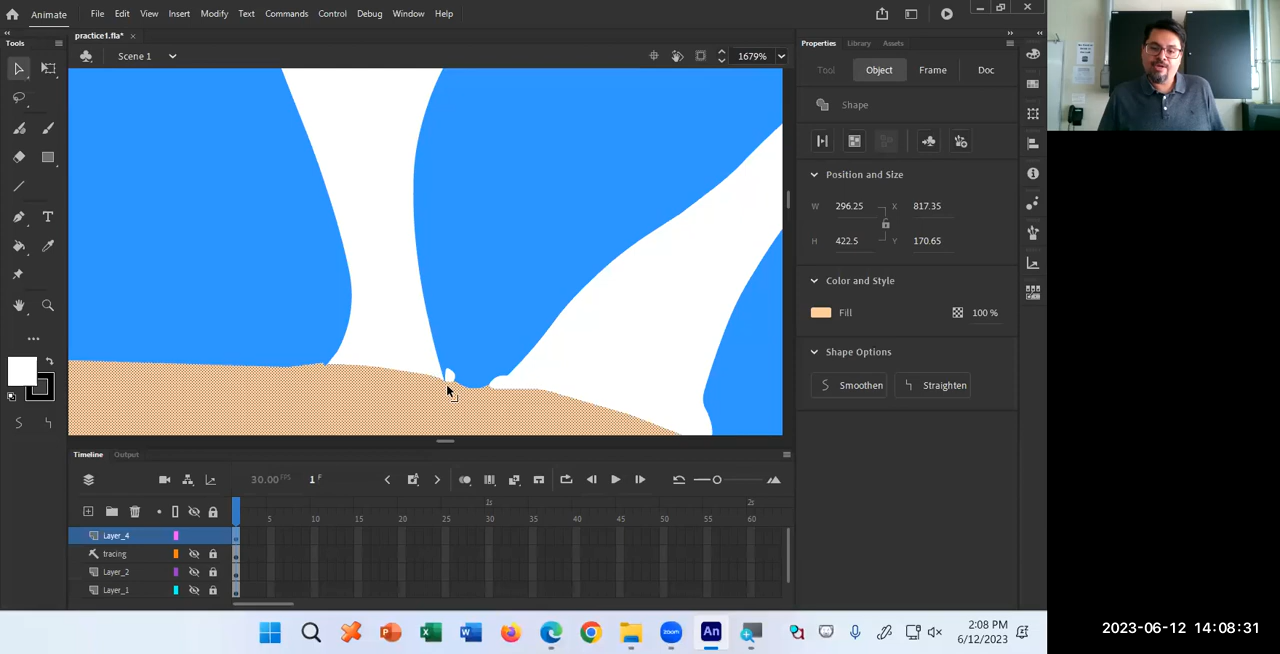 Animate File Edit View Insert Modify Text Commands Control Debug Window Help
practice1.fla*
Tools
Scene 1 1679%
Properties Library Assets
Tool Object Frame Doc
Shape
Position and Size
W 296.25 X 817.35
H 422.5 Y 170.65
Color and Style
Fill 100 %
Shape Options
Smoothen Straighten
Timeline Output
30.00 FPS 1 F
1s 2s
5 10 15 20 25 30 35 40 45 50 55 60
Layer_4
tracing
Layer_2
Layer_1
2:08 PM
6/12/2023
2023-06-12 14:08:31